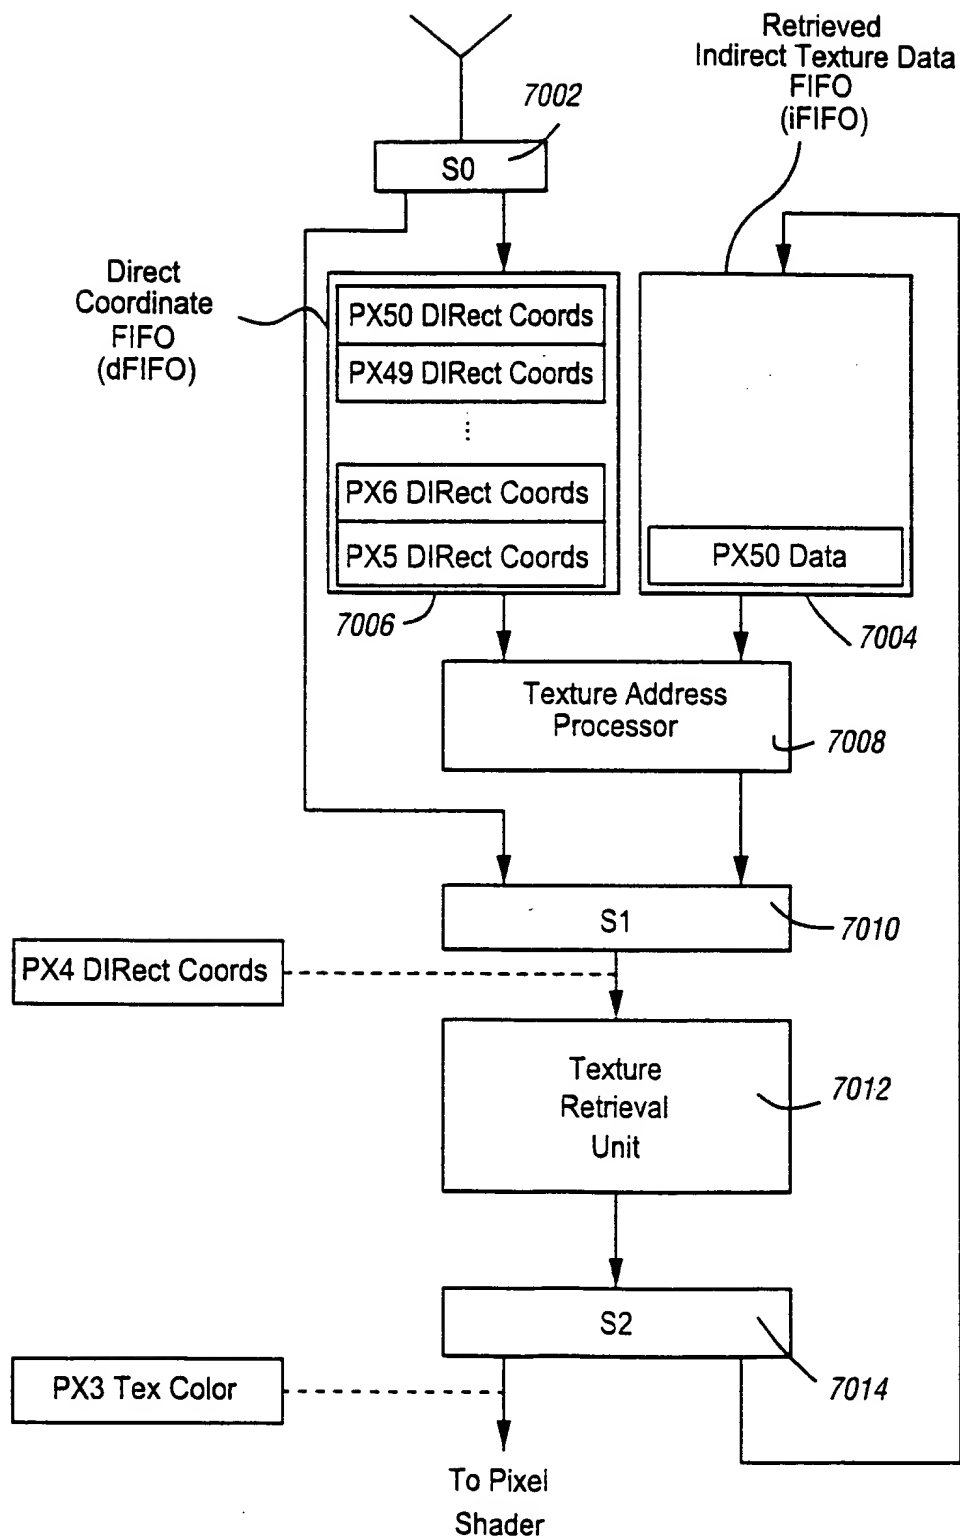 Retrieved
Indirect Texture Data
FIFO
(iFIFO)
7002
S0
Direct
Coordinate
FIFO
(dFIFO)
PX50 DIRect Coords
PX49 DIRect Coords
...
PX6 DIRect Coords
PX5 DIRect Coords
PX50 Data
7006
7004
Texture Address
Processor
7008
S1
7010
PX4 DIRect Coords
Texture
Retrieval
Unit
7012
S2
7014
PX3 Tex Color
To Pixel
Shader